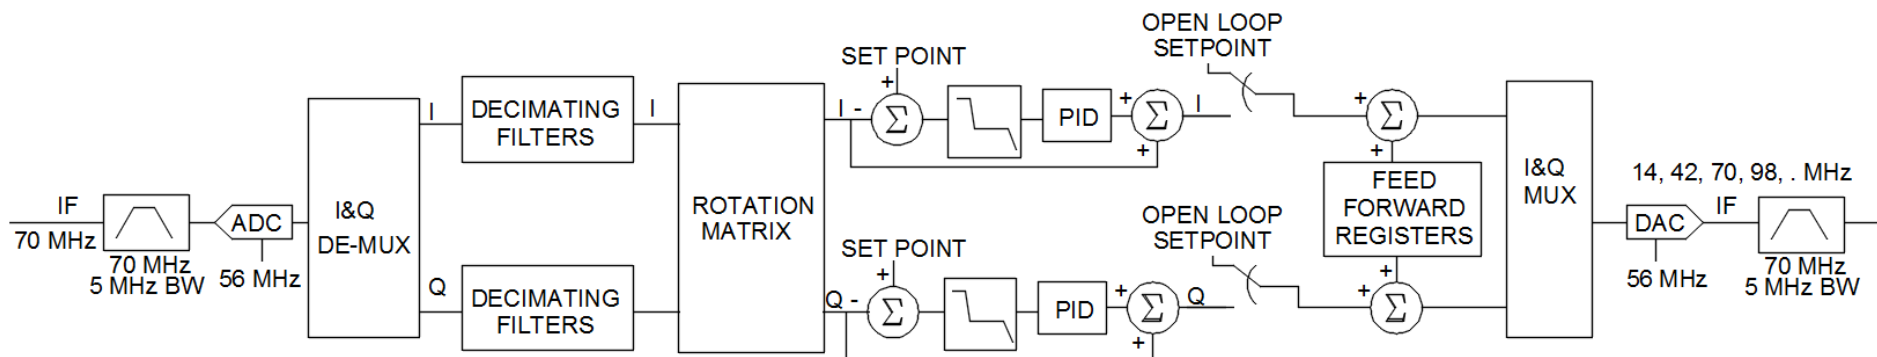 IF
70 MHz
70 MHz
5 MHz BW
ADC
56 MHz
I&Q
DE-MUX
I
Q
DECIMATING
FILTERS
DECIMATING
FILTERS
I
ROTATION
MATRIX
I -
SET POINT
+
Σ
PID
+
Σ
+
I
OPEN LOOP
SETPOINT
Q -
SET POINT
+
Σ
PID
+
Σ
+
Q
OPEN LOOP
SETPOINT
+
Σ
+
FEED
FORWARD
REGISTERS
+
+
Σ
I&Q
MUX
14, 42, 70, 98, . MHz
DAC
56 MHz
IF
70 MHz
5 MHz BW